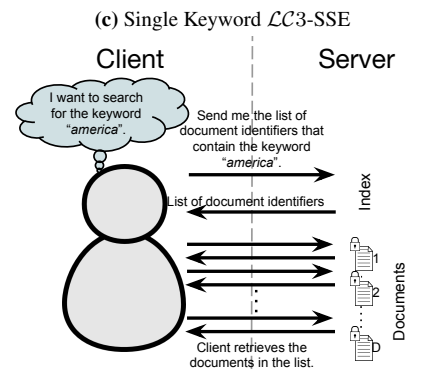 (c) Single Keyword ℒ𝒞3-SSE
Client
Server
I want to search
for the keyword
"america".
Send me the list of
document identifiers that
contain the keyword
"america".
List of document identifiers
Index
1
2
D
Documents
Client retrieves the
documents in the list.